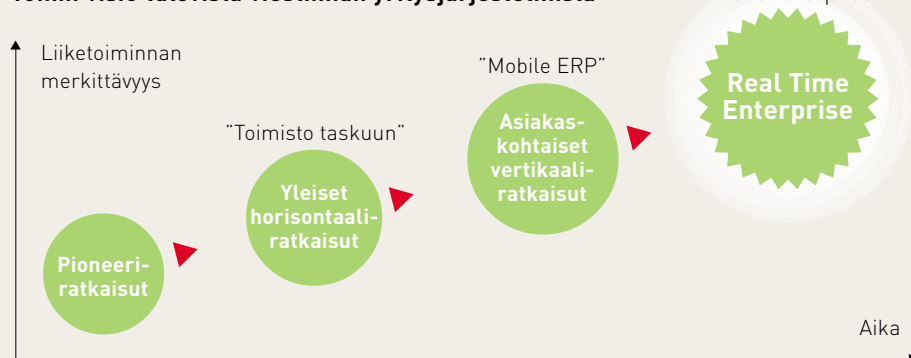 Liiketoiminnan
merkittävyys
”Mobile ERP”
Real Time
Enterprise
Asiakas-
kohtaiset
vertikaali-
ratkaisut
”Toimisto taskuun”
Yleiset
horisontaali-
ratkaisut
Pioneeri-
ratkaisut
Aika